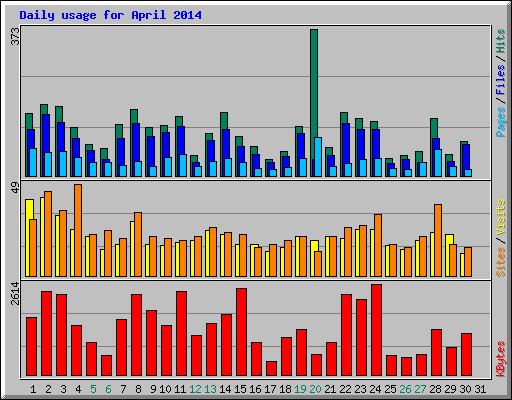 Daily usage for April 2014
373
Pages / Files / Hits
49
Sites / Visits
2614
KBytes
1 2 3 4 5 6 7 8 9 10 11 12 13 14 15 16 17 18 19 20 21 22 23 24 25 26 27 28 29 30 31